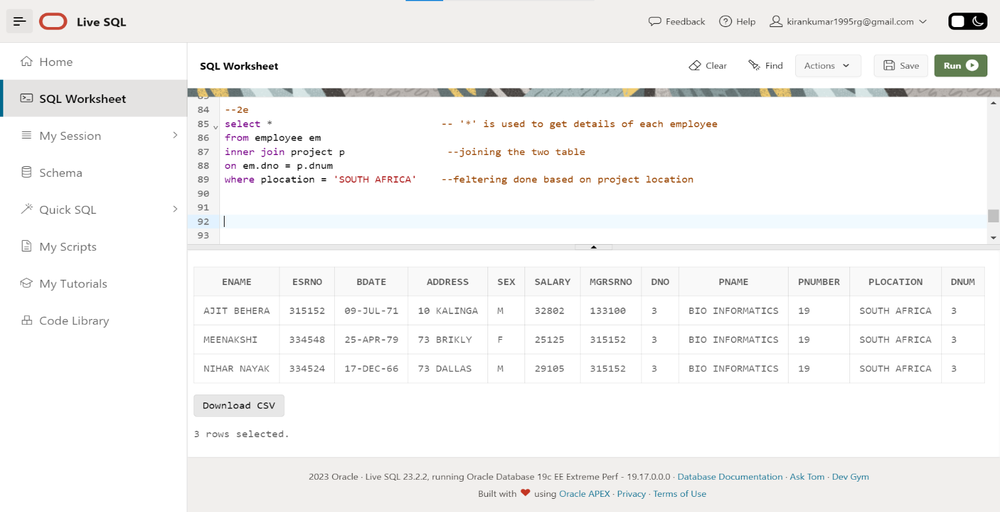 Live SQL
Feedback Help kirankumar1995rg@gmail.com
Home
SQL Worksheet
My Session
Schema
Quick SQL
My Scripts
My Tutorials
Code Library
SQL Worksheet
Clear Find Actions Save Run
83
84 --2e
85 select * -- '*' is used to get details of each employee
86 from employee em
87 inner join project p --joining the two table
88 on em.dno = p.dnum
89 where plocation = 'SOUTH AFRICA' --feltering done based on project location
90
91
92
93
ENAME ESRNO BDATE ADDRESS SEX SALARY MGRSRNO DNO PNAME PNUMBER PLOCATION DNUM
AJIT BEHERA 315152 09-JUL-71 10 KALINGA M 32802 133100 3 BIO INFORMATICS 19 SOUTH AFRICA 3
MEENAKSHI 334548 25-APR-79 73 BRIKLY F 25125 315152 3 BIO INFORMATICS 19 SOUTH AFRICA 3
NIHAR NAYAK 334524 17-DEC-66 73 DALLAS M 29105 315152 3 BIO INFORMATICS 19 SOUTH AFRICA 3
Download CSV
3 rows selected.
2023 Oracle · Live SQL 23.2.2, running Oracle Database 19c EE Extreme Perf - 19.17.0.0.0 · Database Documentation · Ask Tom · Dev Gym
Built with ❤ using Oracle APEX · Privacy · Terms of Use